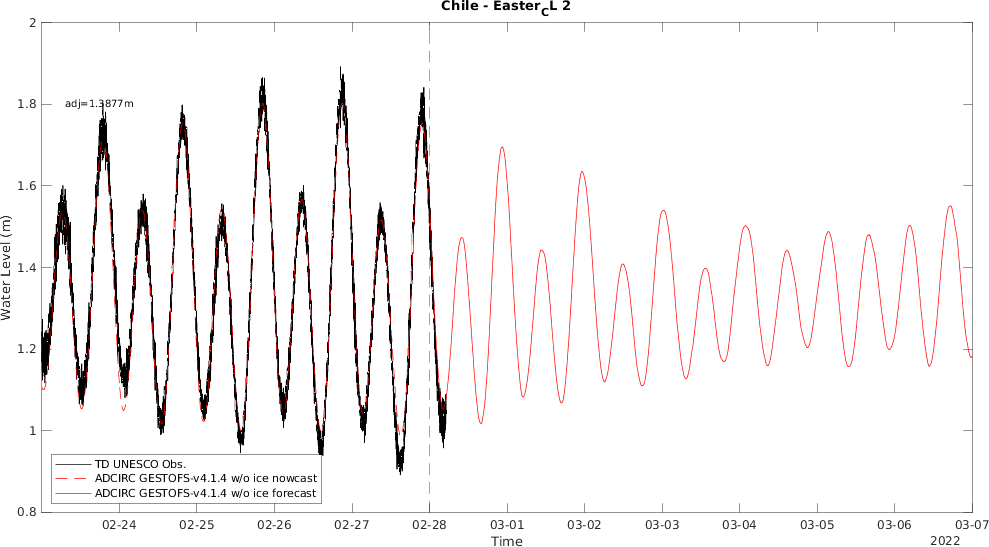 Chile - Easter_CL 2
adj=1.3877m
Water Level (m)
2
1.8
1.6
1.4
1.2
1
0.8
TD UNESCO Obs.
ADCIRC GESTOFS-v4.1.4 w/o ice nowcast
ADCIRC GESTOFS-v4.1.4 w/o ice forecast
02-24 02-25 02-26 02-27 02-28 03-01 03-02 03-03 03-04 03-05 03-06 03-07
Time
2022